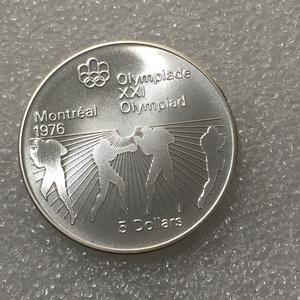 Olympiade
XXI
Olympiad
Montréal
1976
5 Dollars